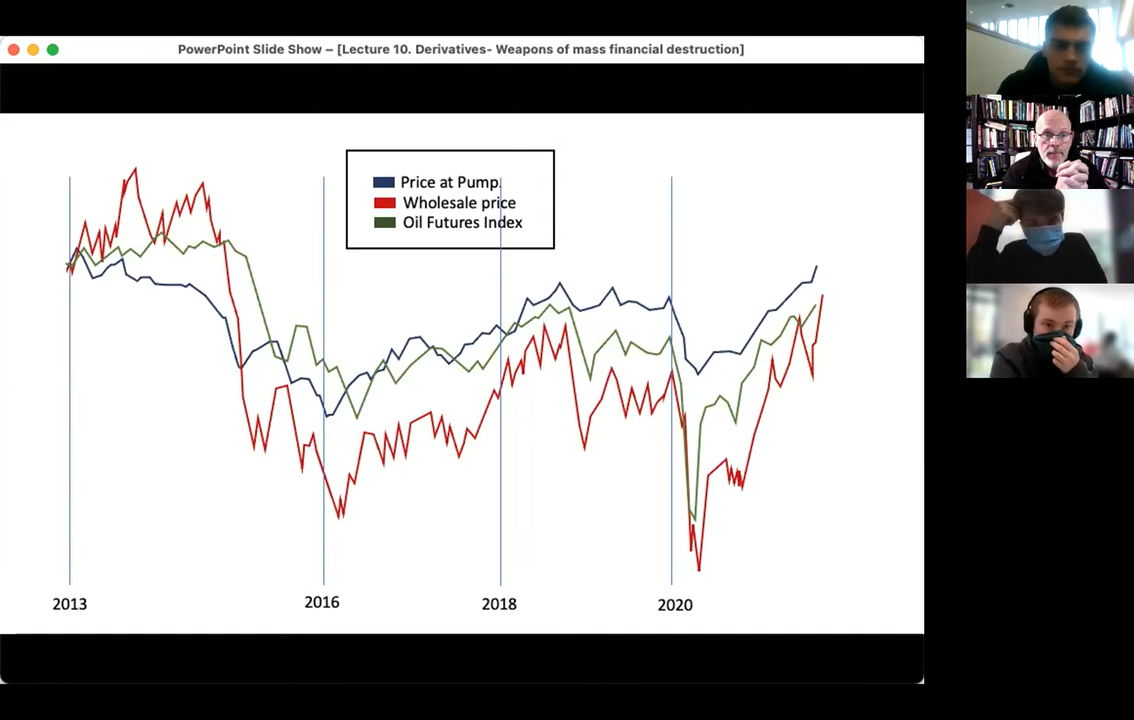 PowerPoint Slide Show – [Lecture 10. Derivatives- Weapons of mass financial destruction]
Price at Pump.
Wholesale price
Oil Futures Index
2013
2016
2018
2020